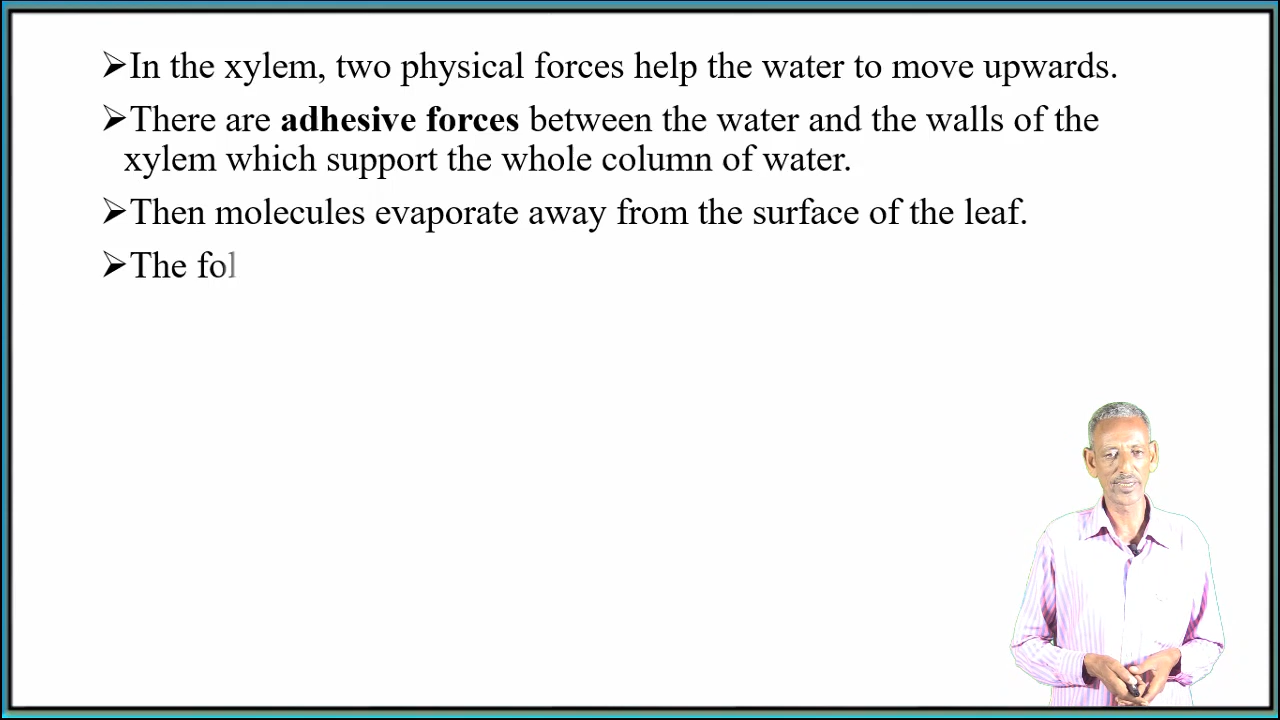 ➢In the xylem, two physical forces help the water to move upwards.
➢There are adhesive forces between the water and the walls of the
xylem which support the whole column of water.
➢Then molecules evaporate away from the surface of the leaf.
➢The fol